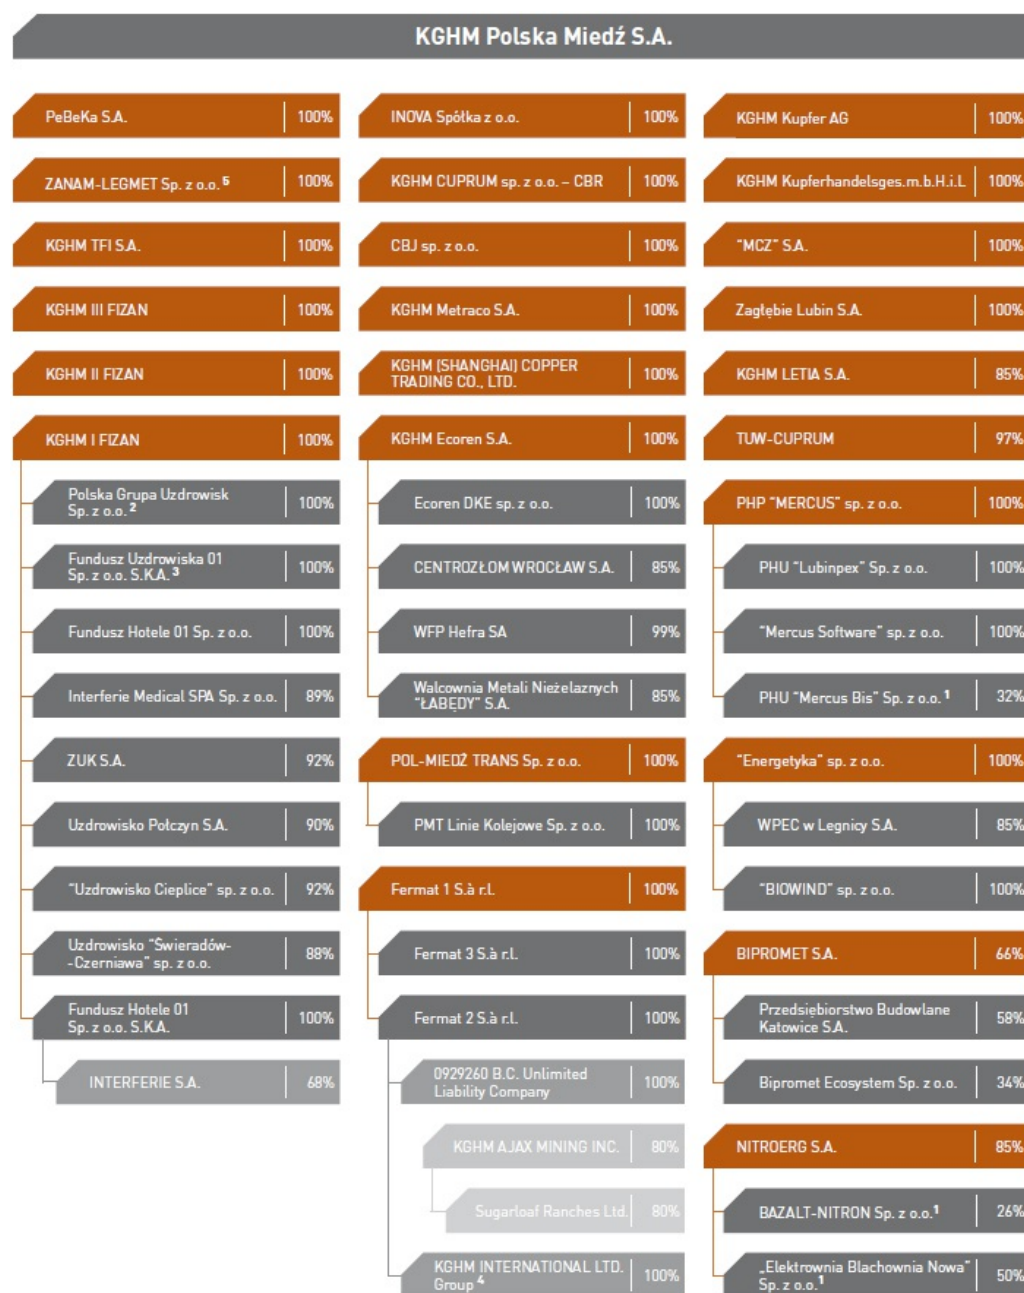 KGHM Polska Miedź S.A.
PeBeKa S.A. 100%
ZANAM-LEGMET Sp. z o.o. 5 100%
KGHM TFI S.A. 100%
KGHM III FIZAN 100%
KGHM II FIZAN 100%
KGHM I FIZAN 100%
Polska Grupa Uzdrowisk
Sp. z o.o. 2 100%
Fundusz Uzdrowiska 01
Sp. z o.o. S.K.A. 3 100%
Fundusz Hotele 01 Sp. z o.o. 100%
Interferie Medical SPA Sp. z o.o. 89%
ZUK S.A. 92%
Uzdrowisko Połczyn S.A. 90%
"Uzdrowisko Cieplice" sp. z o.o. 92%
Uzdrowisko "Świeradów-
-Czerniawa" sp. z o.o. 88%
Fundusz Hotele 01
Sp. z o.o. S.K.A. 100%
INTERFERIE S.A. 68%
INOVA Spółka z o.o. 100%
KGHM CUPRUM sp. z o.o. – CBR 100%
CBJ sp. z o.o. 100%
KGHM Metraco S.A. 100%
KGHM (SHANGHAI) COPPER
TRADING CO., LTD. 100%
KGHM Ecoren S.A. 100%
Ecoren DKE sp. z o.o. 100%
CENTROZŁOM WROCŁAW S.A. 85%
WFP Hefra SA 99%
Walcownia Metali Nieżelaznych
"ŁABĘDY" S.A. 85%
POL-MIEDŹ TRANS Sp. z o.o. 100%
PMT Linie Kolejowe Sp. z o.o. 100%
Fermat 1 S.à r.l. 100%
Fermat 3 S.à r.l. 100%
Fermat 2 S.à r.l. 100%
0929260 B.C. Unlimited
Liability Company 100%
KGHM AJAX MINING INC. 80%
Sugarloaf Ranches Ltd. 80%
KGHM INTERNATIONAL LTD.
Group 4 100%
KGHM Kupfer AG 100%
KGHM Kupferhandelsges.m.b.H.i.L 100%
"MCZ" S.A. 100%
Zagłębie Lubin S.A. 100%
KGHM LETIA S.A. 85%
TUW-CUPRUM 97%
PHP "MERCUS" sp. z o.o. 100%
PHU "Lubinpex" Sp. z o.o. 100%
"Mercus Software" sp. z o.o. 100%
PHU "Mercus Bis" Sp. z o.o. 1 32%
"Energetyka" sp. z o.o. 100%
WPEC w Legnicy S.A. 85%
"BIOWIND" sp. z o.o. 100%
BIPROMET S.A. 66%
Przedsiębiorstwo Budowlane
Katowice S.A. 58%
Bipromet Ecosystem Sp. z o.o. 34%
NITROERG S.A. 85%
BAZALT-NITRON Sp. z o.o.1 26%
„Elektrownia Blachownia Nowa"
Sp. z o.o.1 50%